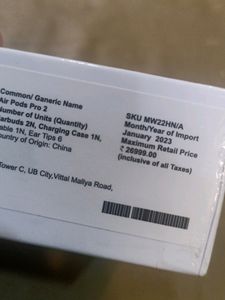 Common/ Generic Name
Air Pods Pro 2
Number of Units (Quantity)
Earbuds 2N, Charging Case 1N,
Cable 1N, Ear Tips 6
Country of Origin: China
Tower C, UB City,Vittal Mallya Road,
SKU MW22HN/A
Month/Year of Import
January 2023
Maximum Retail Price
₹ 26999.00
(inclusive of all Taxes)